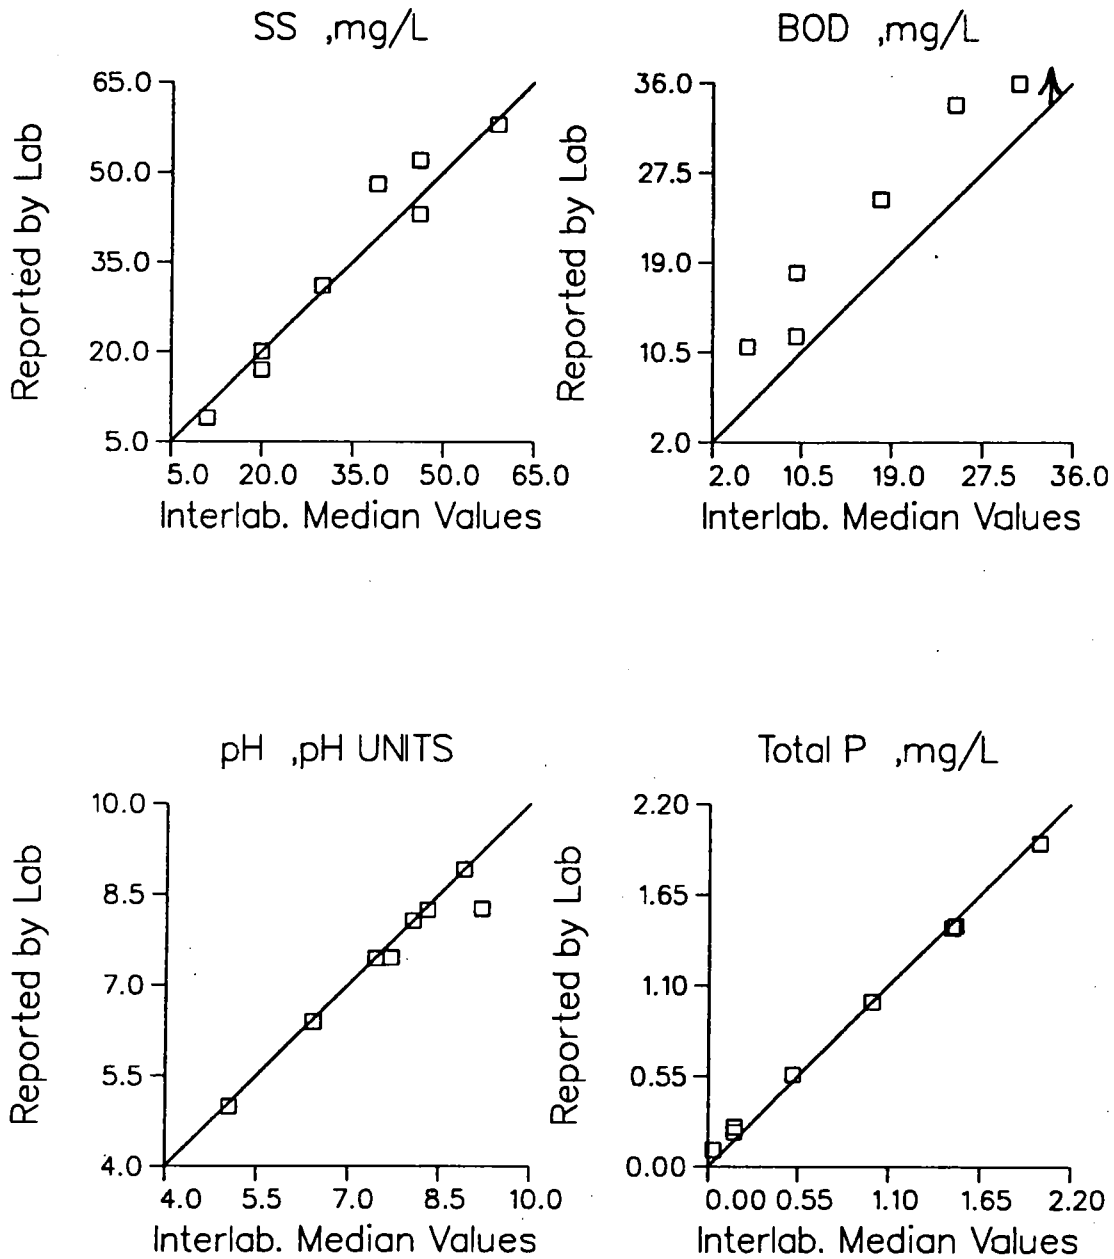 SS ,mg/L
Reported by Lab
65.0
50.0
35.0
20.0
5.0
5.0 20.0 35.0 50.0 65.0
Interlab. Median Values
BOD ,mg/L
Reported by Lab
36.0
27.5
19.0
10.5
2.0
2.0 10.5 19.0 27.5 36.0
Interlab. Median Values
pH ,pH UNITS
Reported by Lab
10.0
8.5
7.0
5.5
4.0
4.0 5.5 7.0 8.5 10.0
Interlab. Median Values
Total P ,mg/L
Reported by Lab
2.20
1.65
1.10
0.55
0.00
0.00 0.55 1.10 1.65 2.20
Interlab. Median Values